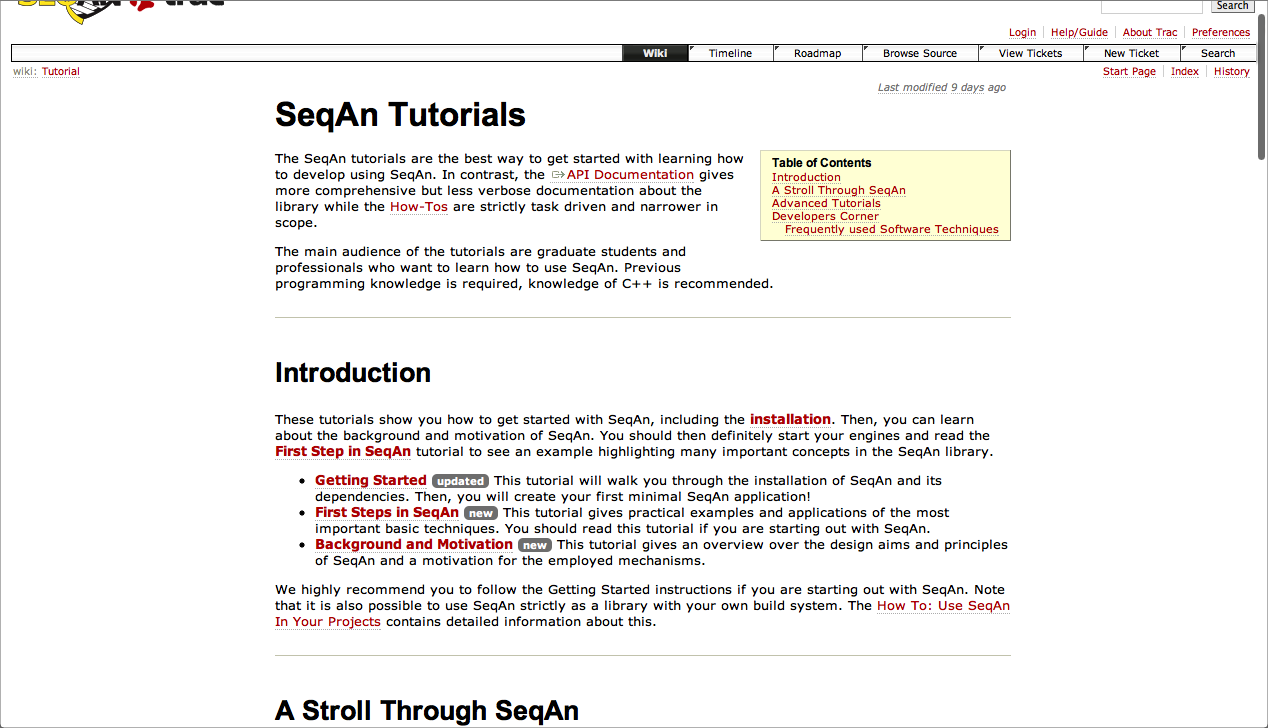 Search
Login Help/Guide About Trac Preferences
Wiki Timeline Roadmap Browse Source View Tickets New Ticket Search
wiki: Tutorial
Start Page Index History
Last modified 9 days ago
SeqAn Tutorials
The SeqAn tutorials are the best way to get started with learning how
to develop using SeqAn. In contrast, the API Documentation gives
more comprehensive but less verbose documentation about the
library while the How-Tos are strictly task driven and narrower in
scope.
Table of Contents
Introduction
A Stroll Through SeqAn
Advanced Tutorials
Developers Corner
Frequently used Software Techniques
The main audience of the tutorials are graduate students and
professionals who want to learn how to use SeqAn. Previous
programming knowledge is required, knowledge of C++ is recommended.
Introduction
These tutorials show you how to get started with SeqAn, including the installation. Then, you can learn
about the background and motivation of SeqAn. You should then definitely start your engines and read the
First Step in SeqAn tutorial to see an example highlighting many important concepts in the SeqAn library.
• Getting Started updated This tutorial will walk you through the installation of SeqAn and its
dependencies. Then, you will create your first minimal SeqAn application!
• First Steps in SeqAn new This tutorial gives practical examples and applications of the most
important basic techniques. You should read this tutorial if you are starting out with SeqAn.
• Background and Motivation new This tutorial gives an overview over the design aims and principles
of SeqAn and a motivation for the employed mechanisms.
We highly recommend you to follow the Getting Started instructions if you are starting out with SeqAn. Note
that it is also possible to use SeqAn strictly as a library with your own build system. The How To: Use SeqAn
In Your Projects contains detailed information about this.
A Stroll Through SeqAn